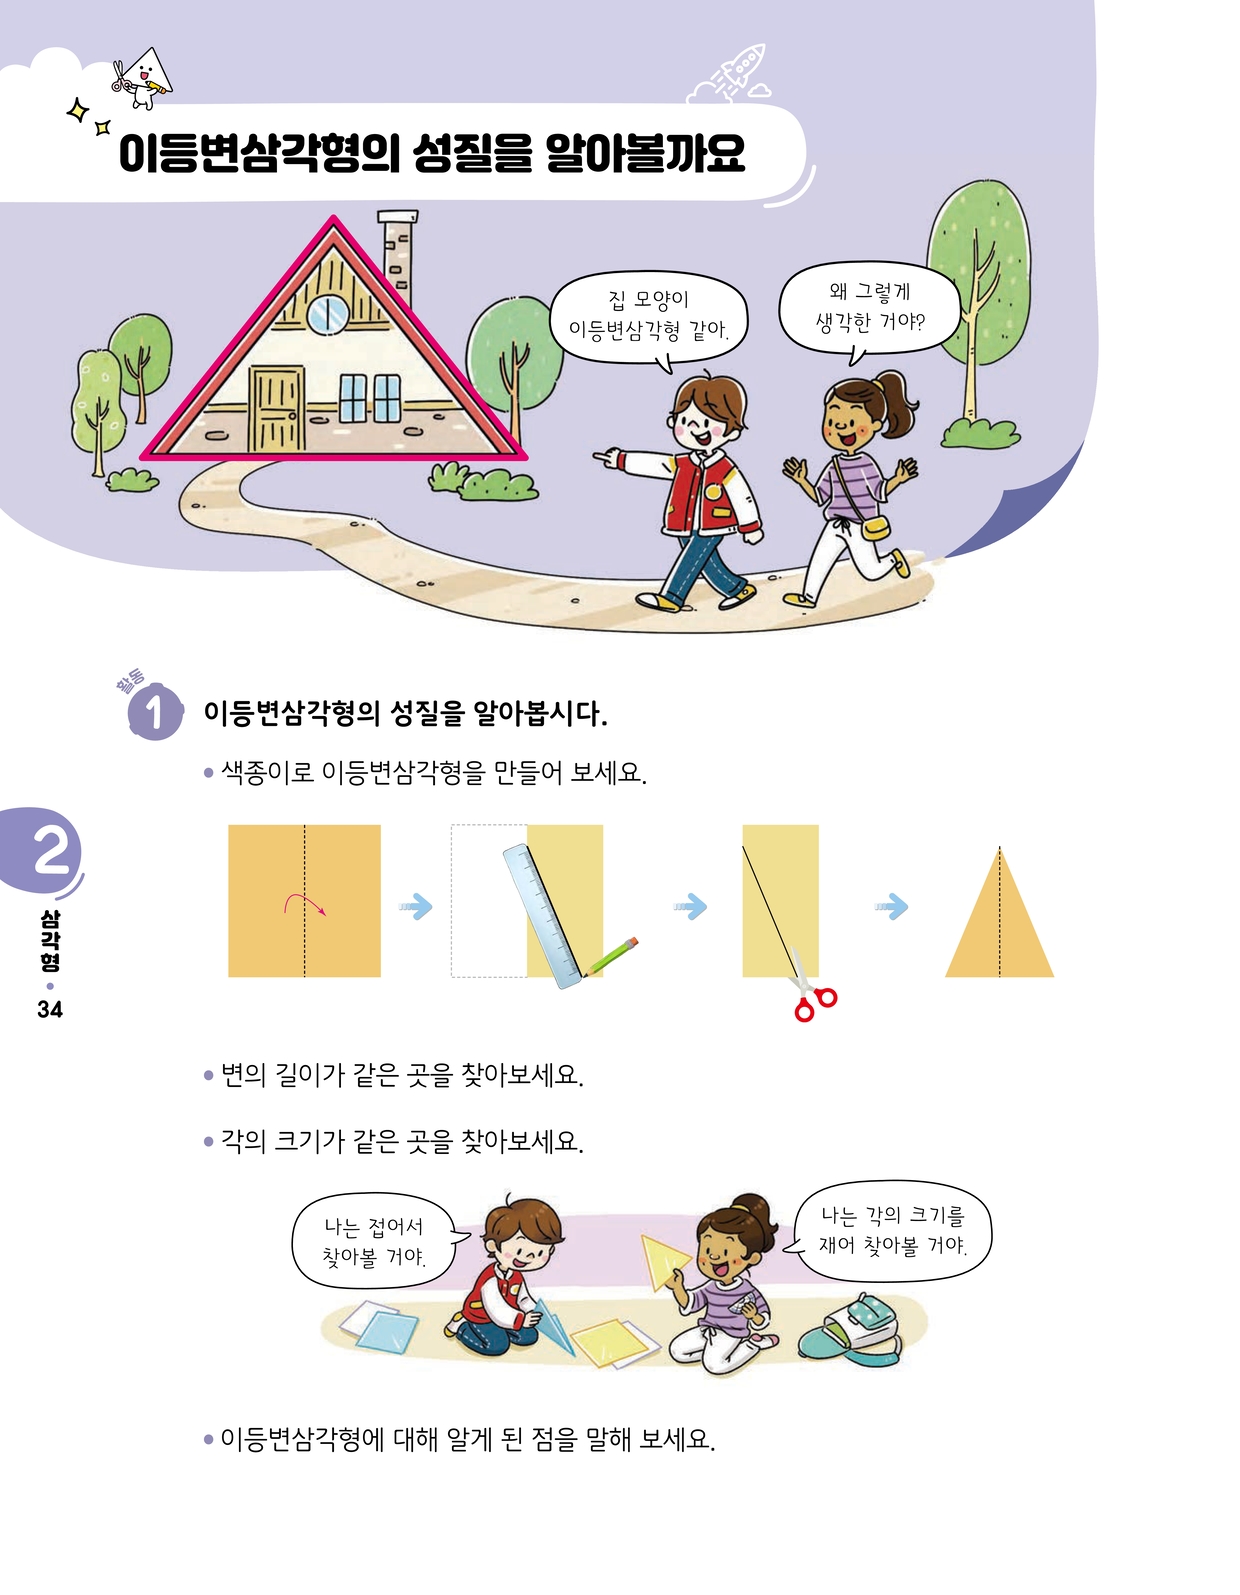 이등변삼각형의 성질을 알아볼까요
집 모양이
이등변삼각형 같아.
왜 그렇게
생각한 거야?
활동
1
이등변삼각형의 성질을 알아봅시다.
• 색종이로 이등변삼각형을 만들어 보세요.
2
삼각형
•
34
• 변의 길이가 같은 곳을 찾아보세요.
• 각의 크기가 같은 곳을 찾아보세요.
나는 접어서
찾아볼 거야.
나는 각의 크기를
재어 찾아볼 거야.
• 이등변삼각형에 대해 알게 된 점을 말해 보세요.